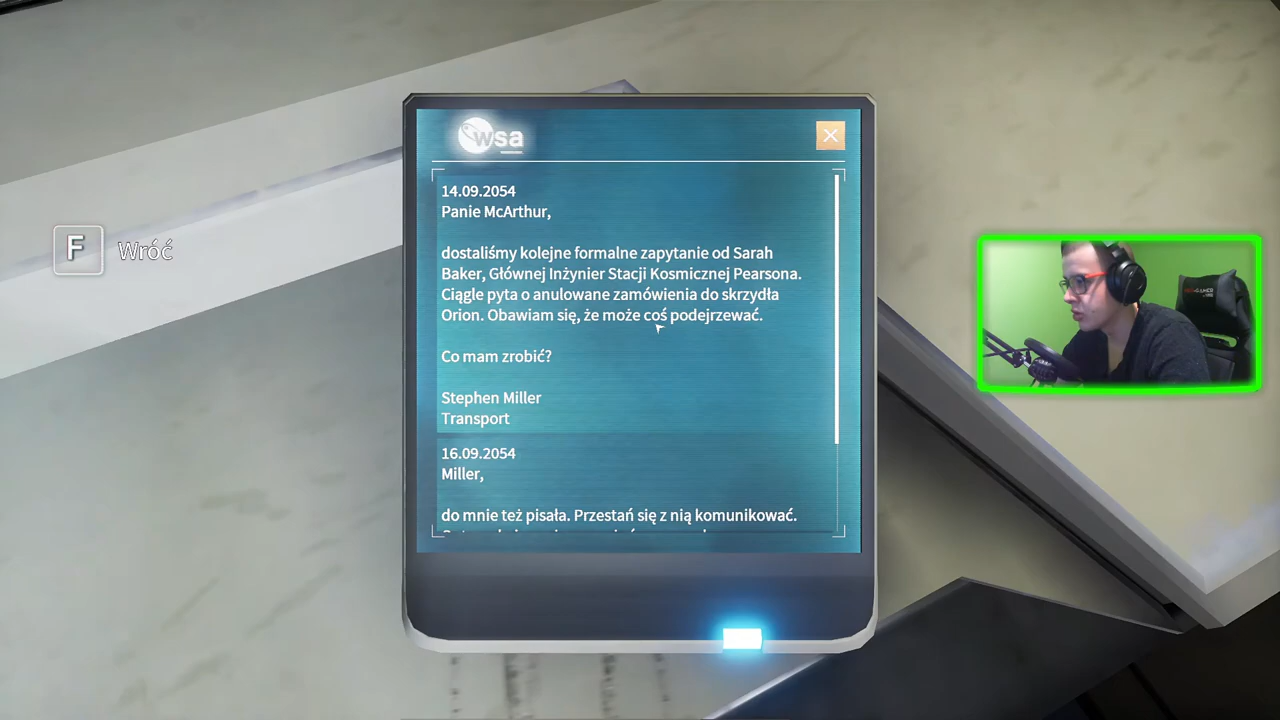 wsa
14.09.2054
Panie McArthur,
dostaliśmy kolejne formalne zapytanie od Sarah
Baker, Głównej Inżynier Stacji Kosmicznej Pearsona.
Ciągle pyta o anulowane zamówienia do skrzydła
Orion. Obawiam się, że może coś podejrzewać.
Co mam zrobić?
Stephen Miller
Transport
16.09.2054
Miller,
do mnie też pisała. Przestań się z nią komunikować.
F Wróć